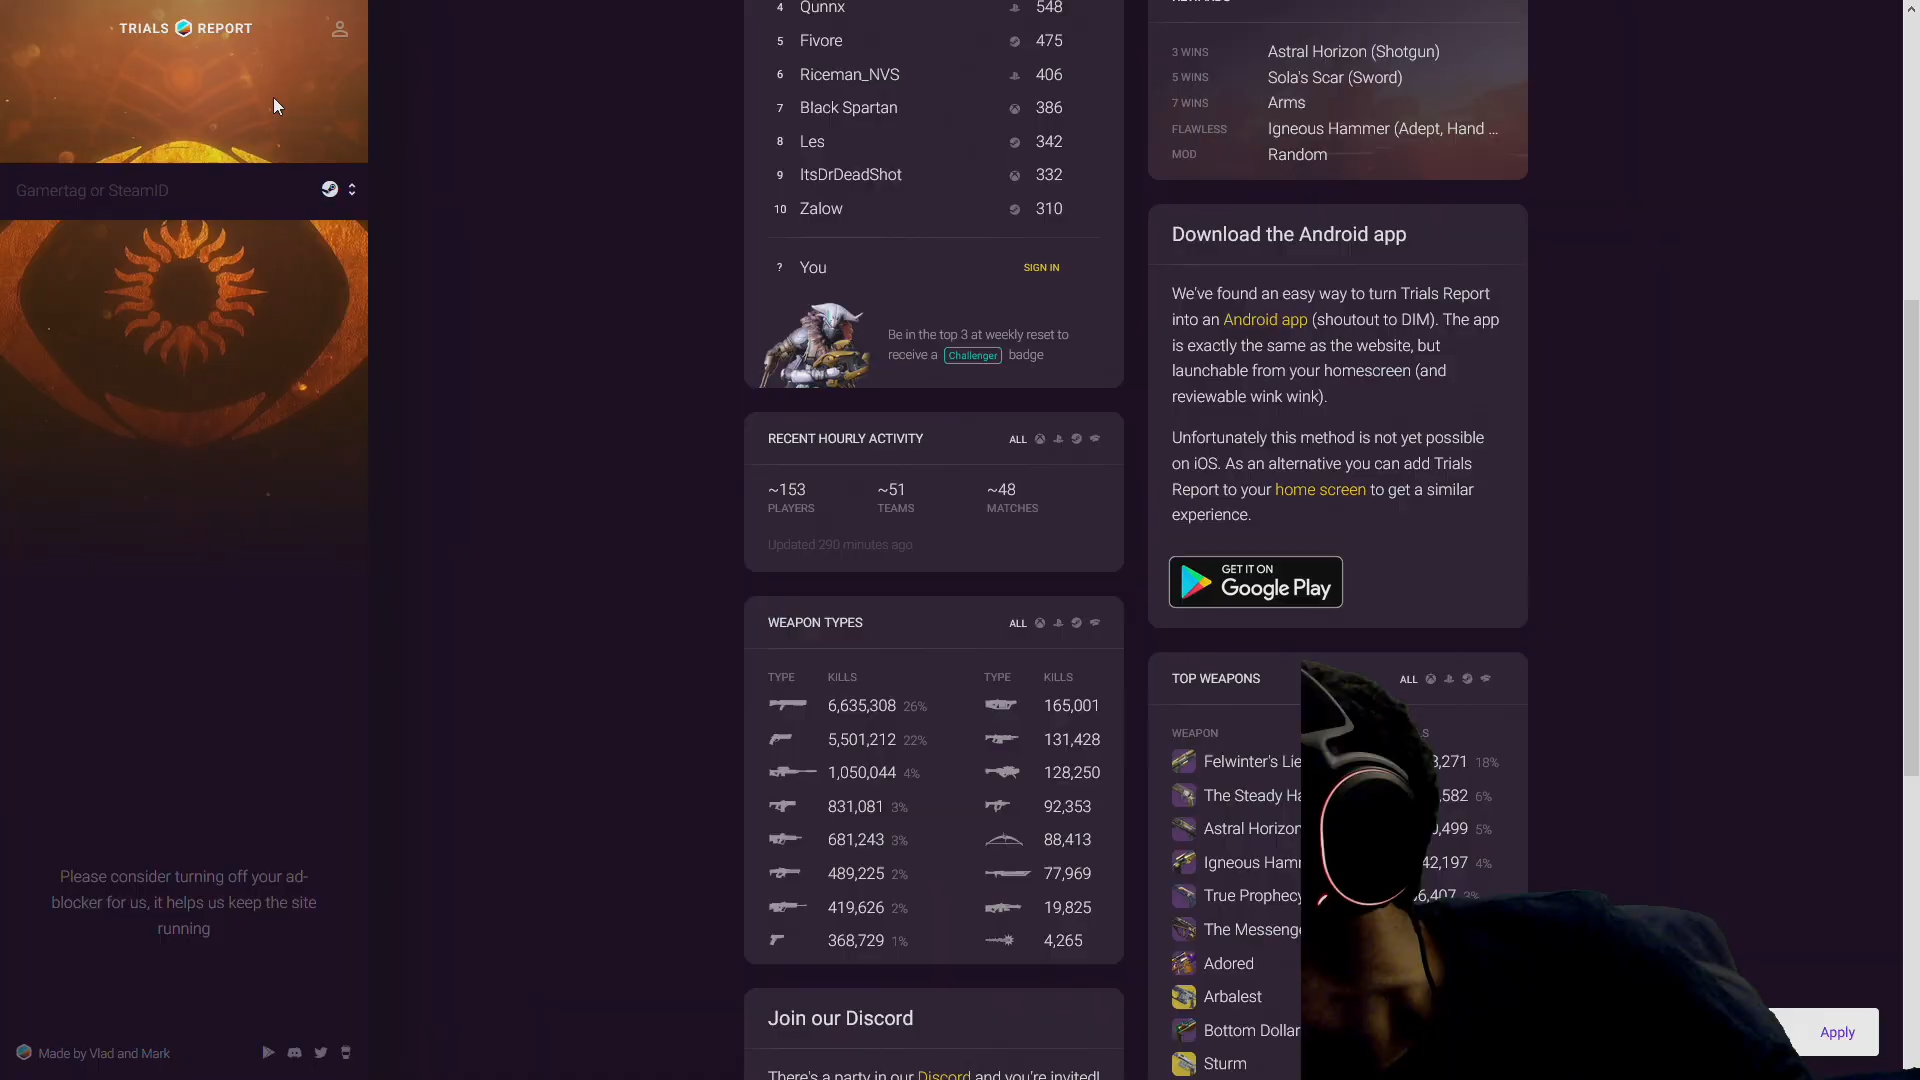 TRIALS REPORT
Gamertag or SteamID
Please consider turning off your ad-
blocker for us, it helps us keep the site
running
Made by Vlad and Mark
4 Qunnx 548
5 Fivore 475
6 Riceman_NVS 406
7 Black Spartan 386
8 Les 342
9 ItsDrDeadShot 332
10 Zalow 310
? You SIGN IN
Be in the top 3 at weekly reset to
receive a Challenger badge
RECENT HOURLY ACTIVITY ALL
~153 ~51 ~48
PLAYERS TEAMS MATCHES
Updated 290 minutes ago
WEAPON TYPES ALL
TYPE KILLS TYPE KILLS
6,635,308 26% 165,001
5,501,212 22% 131,428
1,050,044 4% 128,250
831,081 3% 92,353
681,243 3% 88,413
489,225 2% 77,969
419,626 2% 19,825
368,729 1% 4,265
Join our Discord
There's a party in our Discord and you're invited!
3 WINS Astral Horizon (Shotgun)
5 WINS Sola's Scar (Sword)
7 WINS Arms
FLAWLESS Igneous Hammer (Adept, Hand ...
MOD Random
Download the Android app
We've found an easy way to turn Trials Report
into an Android app (shoutout to DIM). The app
is exactly the same as the website, but
launchable from your homescreen (and
reviewable wink wink).
Unfortunately this method is not yet possible
on iOS. As an alternative you can add Trials
Report to your home screen to get a similar
experience.
GET IT ON
Google Play
TOP WEAPONS ALL
WEAPON
Felwinter's Lie 18%
The Steady 6%
Astral Horizon 5%
Igneous 4%
True Prophecy 3%
The
Adored
Arbalest
Bottom Dollar
Sturm
Apply